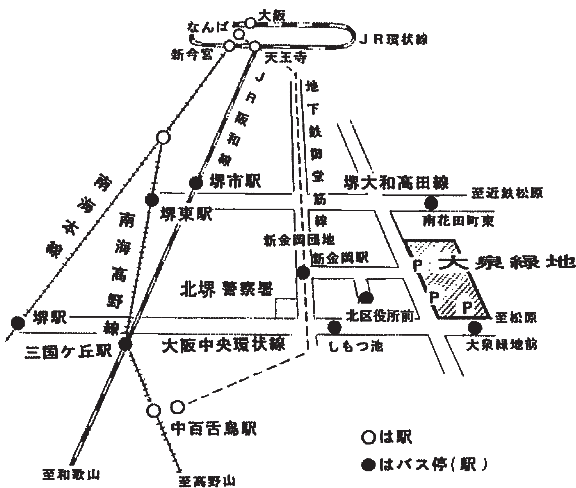 大阪
なんば
JR環状線
新今宮
天王寺
JR阪和線
地下鉄御堂筋線
南海本線
南海高野線
堺市駅
堺東駅
堺大和高田線
至近鉄松原
南花田町東
新金岡団地
新金岡駅
大泉緑地
P
P
P
北堺警察署
北区役所前
堺駅
至松原
三国ケ丘駅
大阪中央環状線
しもつ池
大泉緑地前
中百舌鳥駅
至和歌山
至高野山
○は駅
●はバス停(駅)